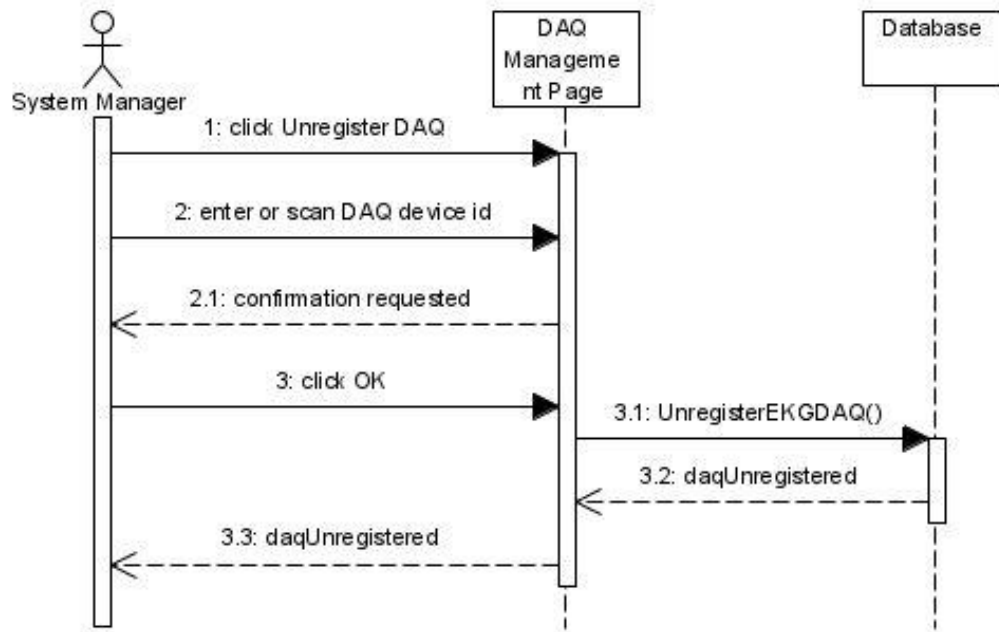 System Manager
DAQ
Manageme
nt Page
Database
1: click Unregister DAQ
2: enter or scan DAQ device id
2.1: confirmation requested
3: click OK
3.1: UnregisterEKGDAQ()
3.2: daqUnregistered
3.3: daqUnregistered